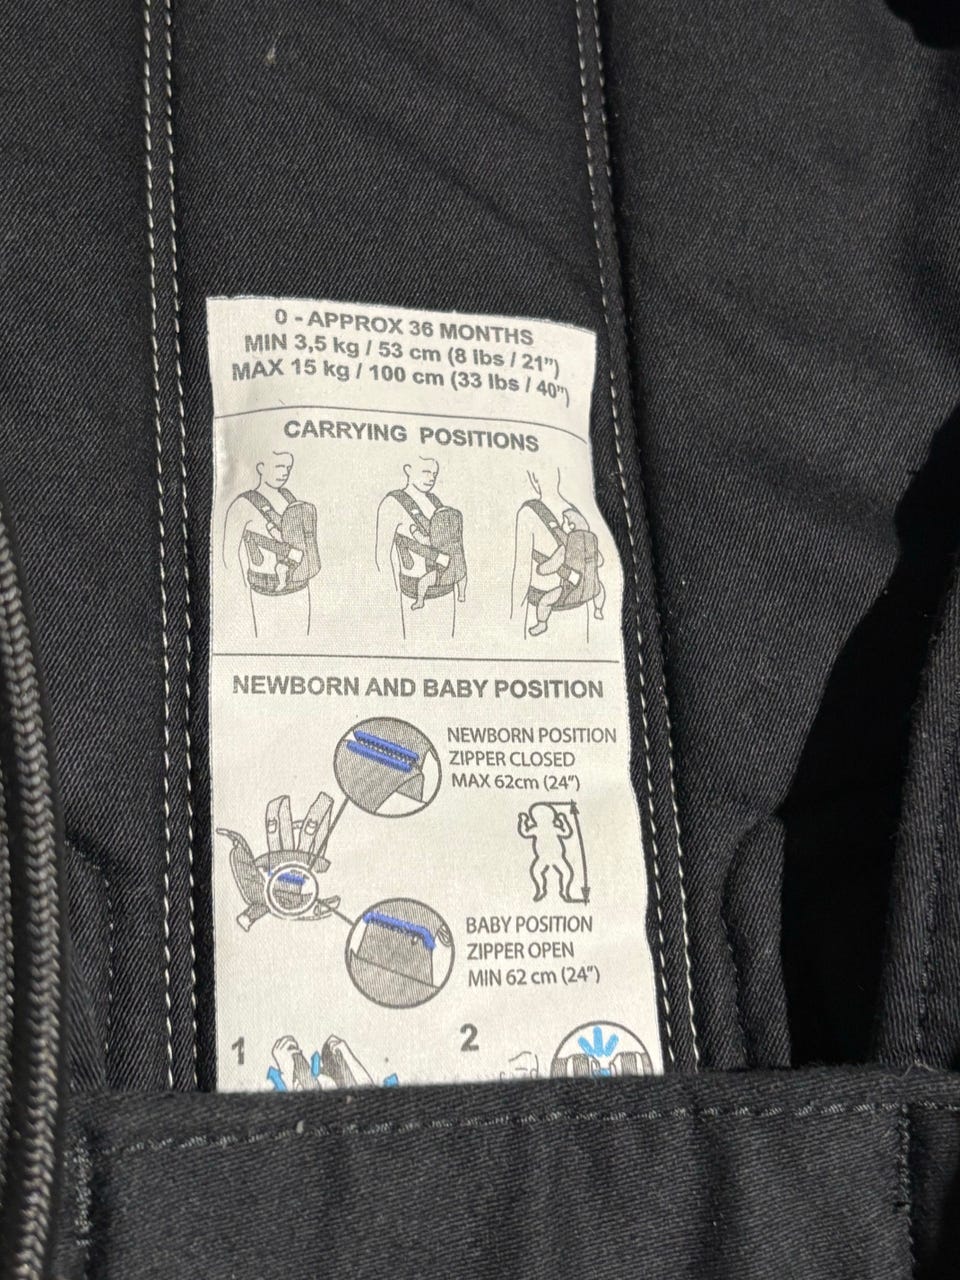 0 - APPROX 36 MONTHS
MIN 3,5 kg / 53 cm (8 lbs / 21")
MAX 15 kg / 100 cm (33 lbs / 40")
CARRYING POSITIONS
NEWBORN AND BABY POSITION
NEWBORN POSITION
ZIPPER CLOSED
MAX 62cm (24")
BABY POSITION
ZIPPER OPEN
MIN 62 cm (24")
1
2